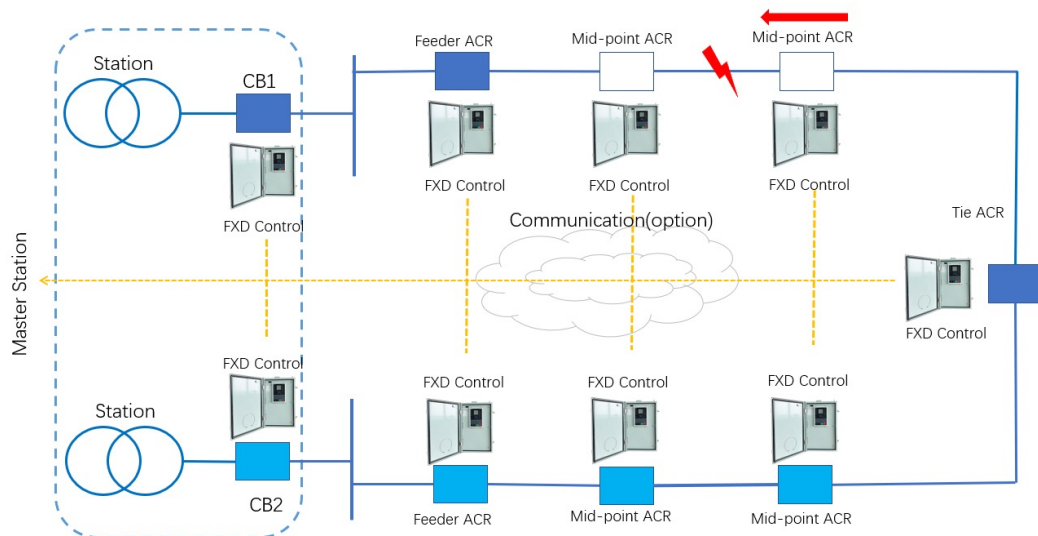 Station
CB1
Feeder ACR
Mid-point ACR
Mid-point ACR
FXD Control
FXD Control
FXD Control
FXD Control
Communication(option)
Tie ACR
Master Station
FXD Control
FXD Control
FXD Control
FXD Control
FXD Control
Station
CB2
Feeder ACR
Mid-point ACR
Mid-point ACR